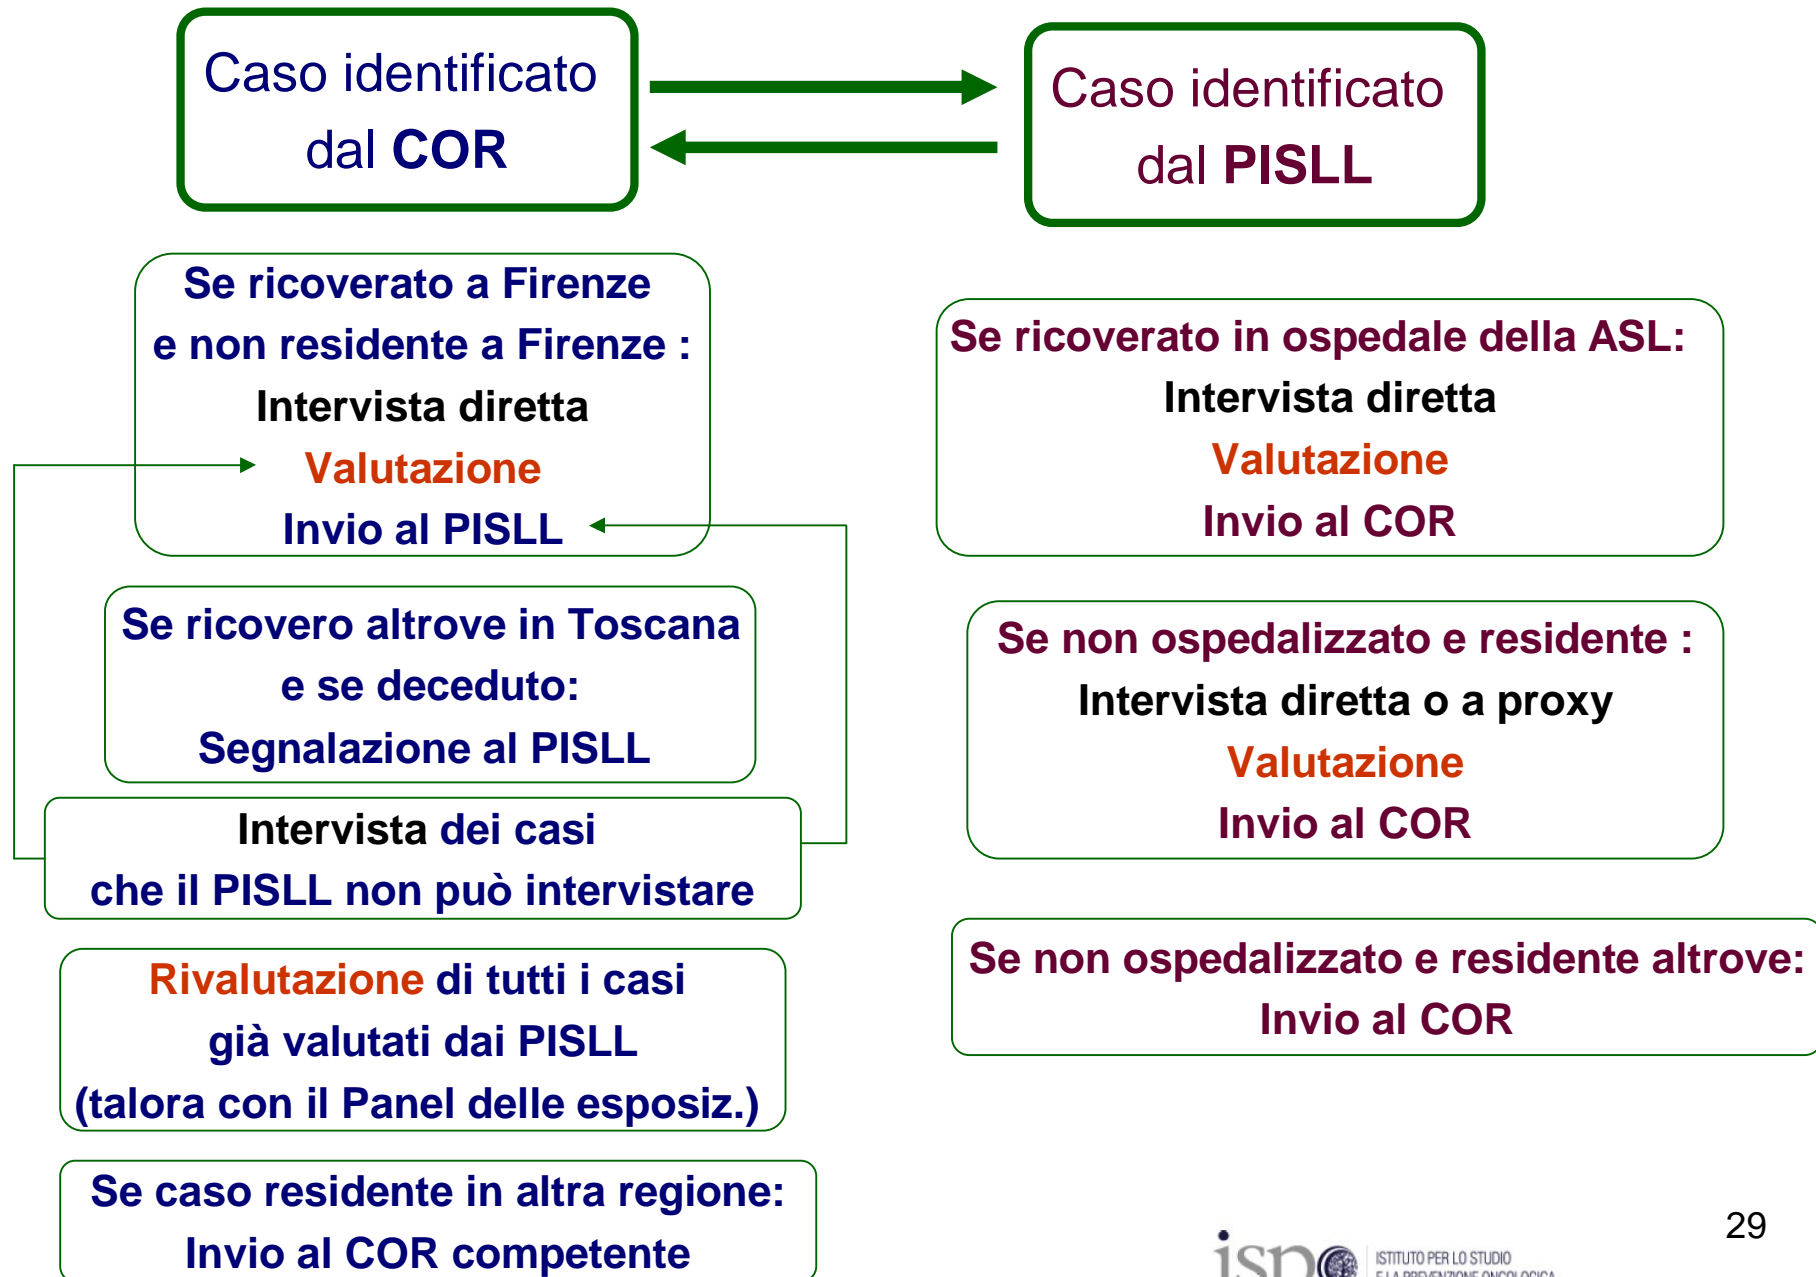 Caso identificato
dal COR
Caso identificato
dal PISLL
Se ricoverato a Firenze
e non residente a Firenze :
Intervista diretta
Valutazione
Invio al PISLL
Se ricovero altrove in Toscana
e se deceduto:
Segnalazione al PISLL
Intervista dei casi
che il PISLL non può intervistare
Rivalutazione di tutti i casi
già valutati dai PISLL
(talora con il Panel delle esposiz.)
Se caso residente in altra regione:
Invio al COR competente
Se ricoverato in ospedale della ASL:
Intervista diretta
Valutazione
Invio al COR
Se non ospedalizzato e residente :
Intervista diretta o a proxy
Valutazione
Invio al COR
Se non ospedalizzato e residente altrove:
Invio al COR
29
ispo
ISTITUTO PER LO STUDIO
E LA PREVENZIONE ONCOLOGICA